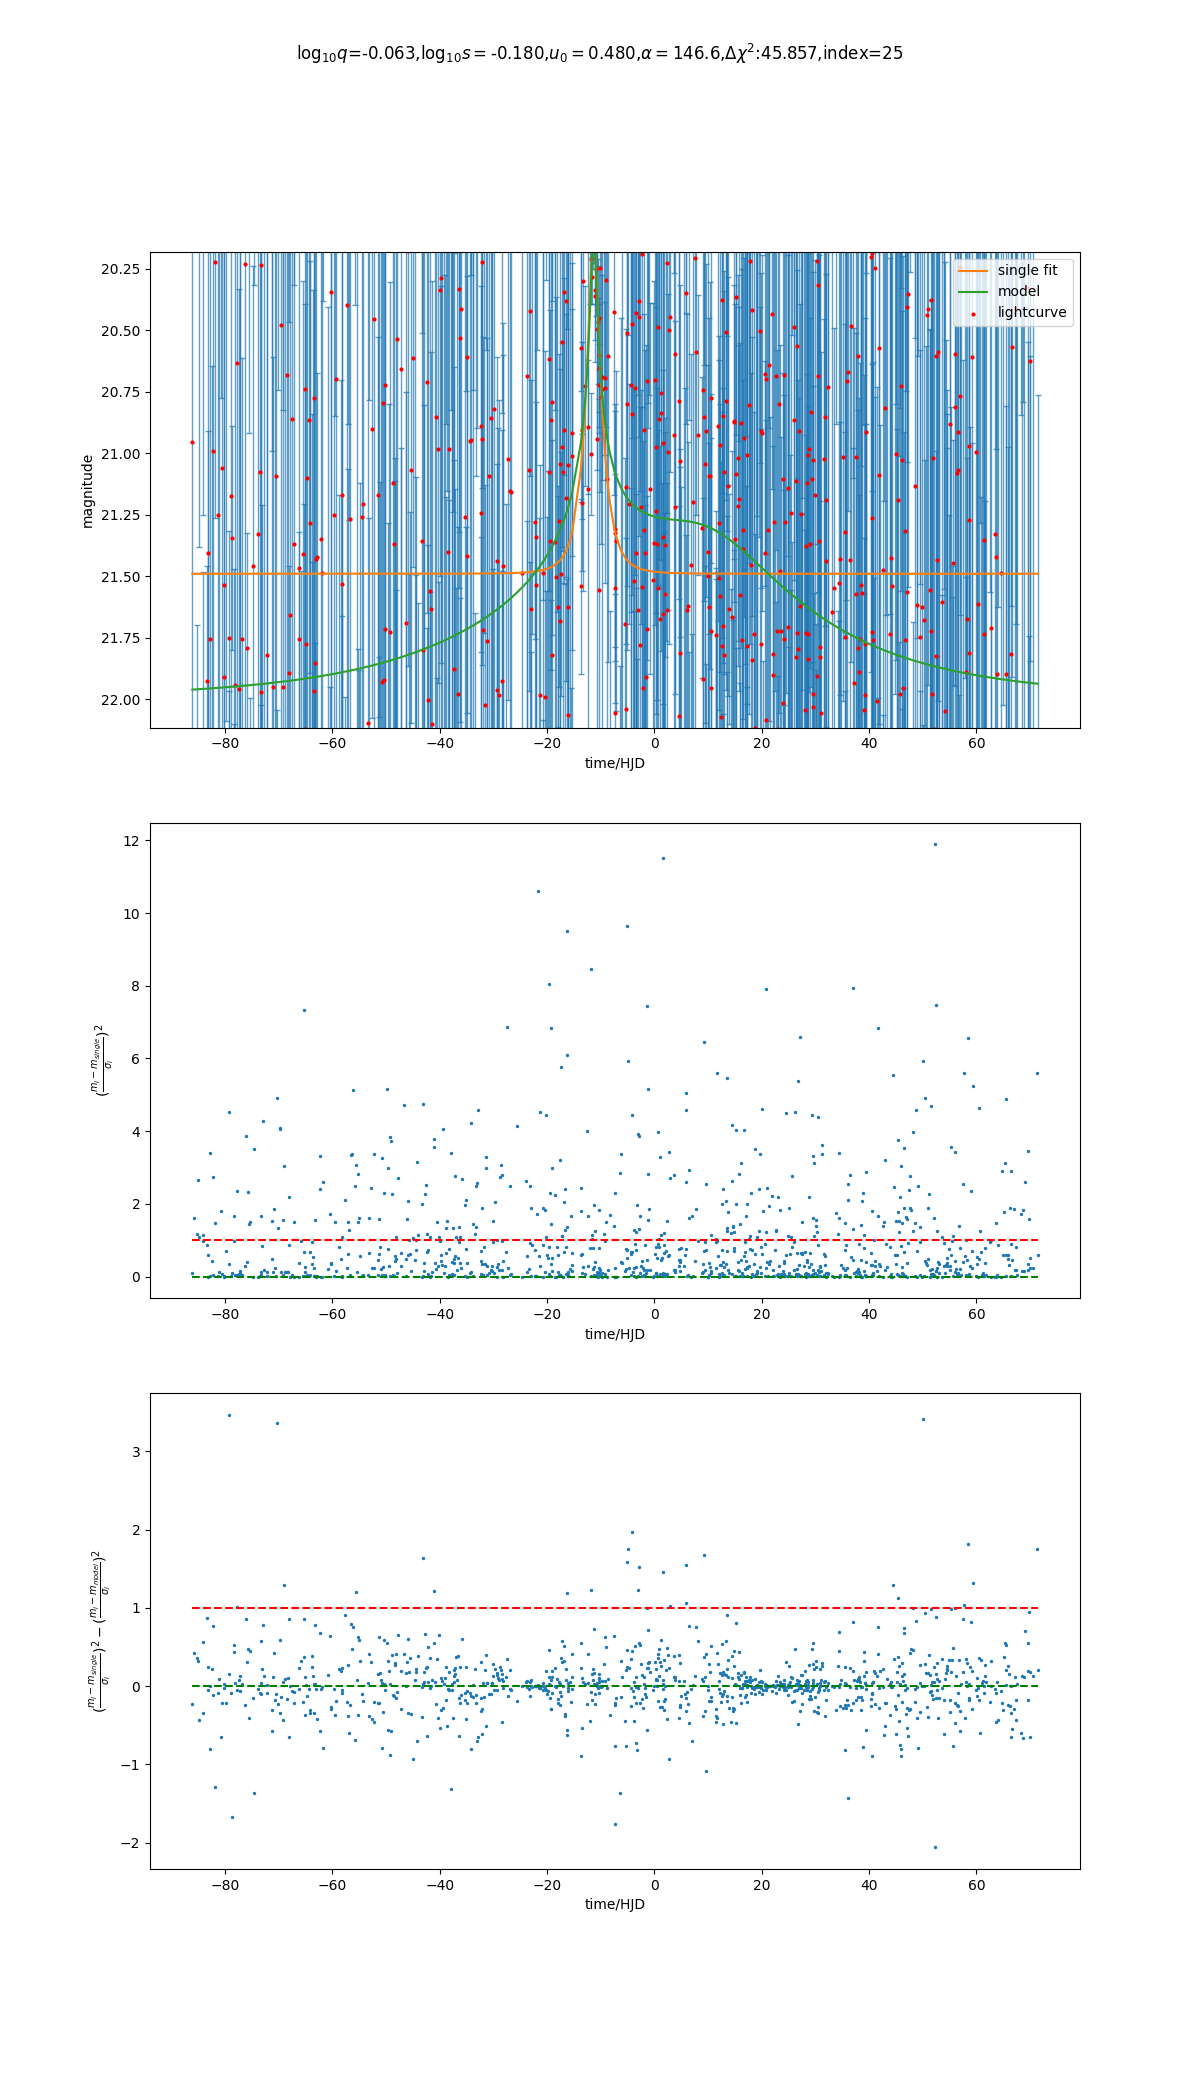 log₁₀q=-0.063,log₁₀s = -0.180,u₀ = 0.480,α = 146.6,Δχ²:45.857,index=25
20.25
20.50
20.75
21.00
21.25
21.50
21.75
22.00
magnitude
single fit
model
lightcurve
−80 −60 −40 −20 0 20 40 60
time/HJD
12
10
8
6
4
2
0
((mᵢ − m_single)/σᵢ)²
−80 −60 −40 −20 0 20 40 60
time/HJD
3
2
1
0
−1
−2
((mᵢ − m_single)/σᵢ)² − ((mᵢ − m_model)/σᵢ)²
−80 −60 −40 −20 0 20 40 60
time/HJD